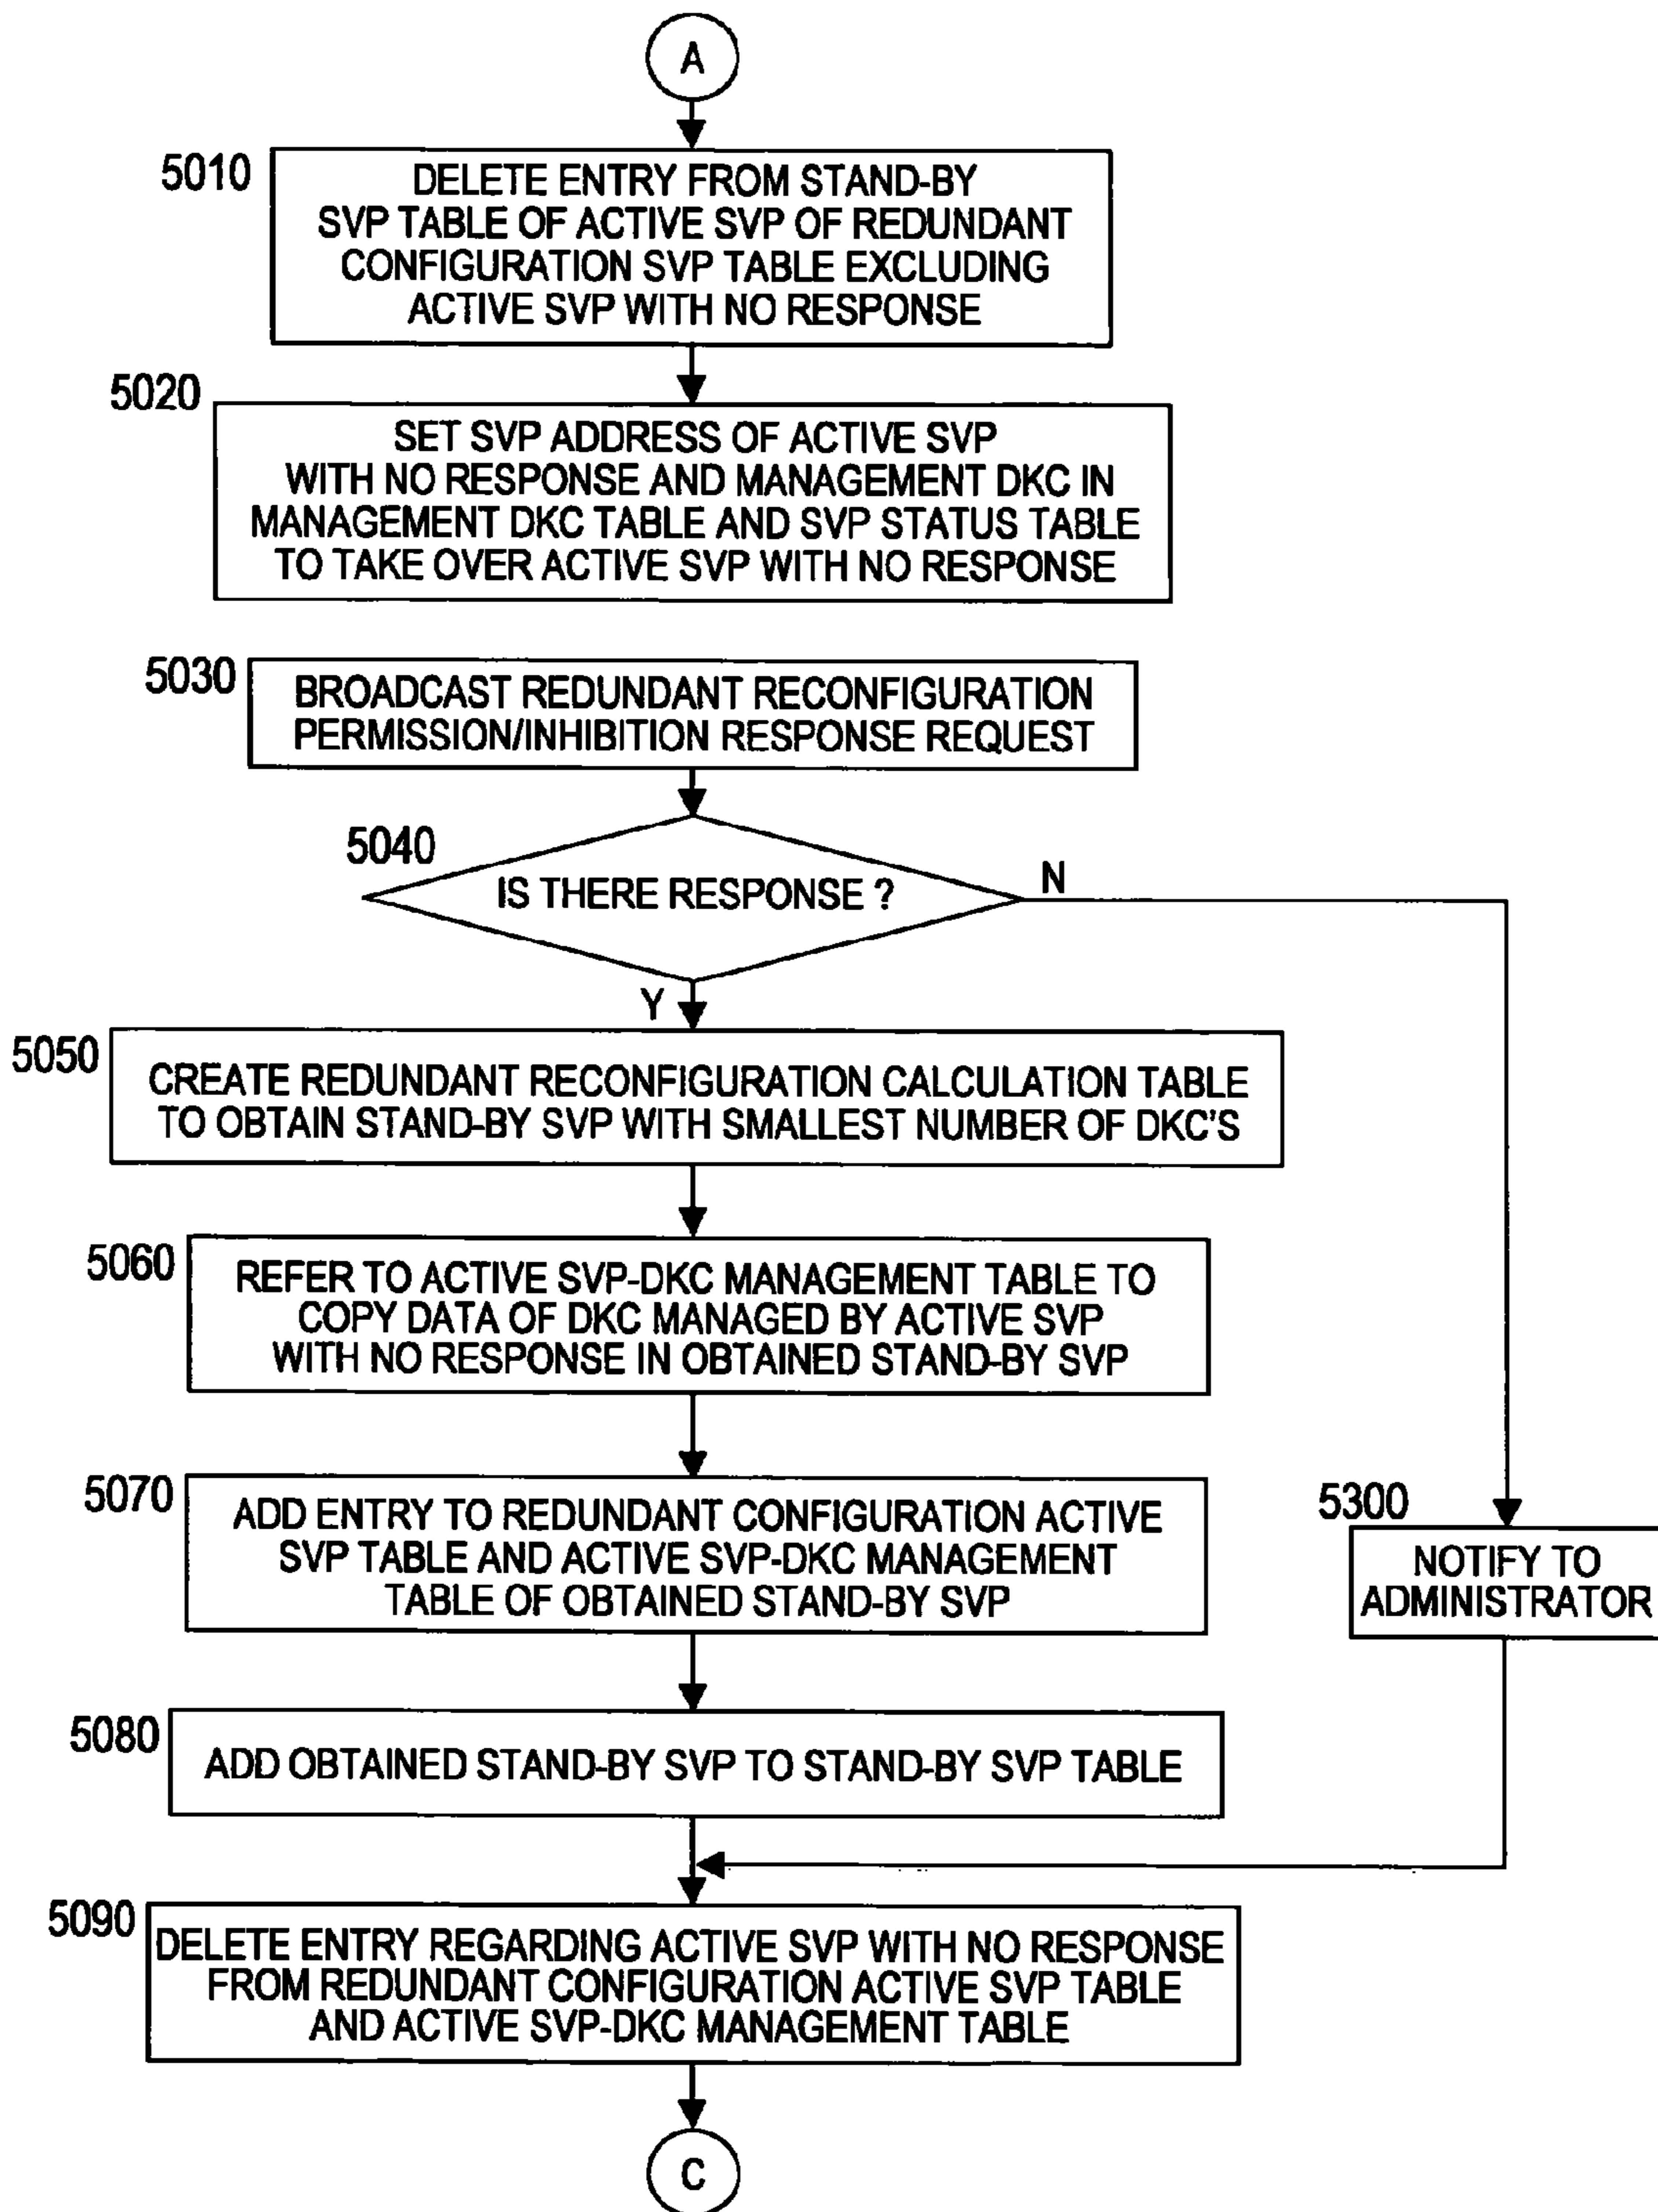 A
5010
DELETE ENTRY FROM STAND-BY
SVP TABLE OF ACTIVE SVP OF REDUNDANT
CONFIGURATION SVP TABLE EXCLUDING
ACTIVE SVP WITH NO RESPONSE
5020
SET SVP ADDRESS OF ACTIVE SVP
WITH NO RESPONSE AND MANAGEMENT DKC IN
MANAGEMENT DKC TABLE AND SVP STATUS TABLE
TO TAKE OVER ACTIVE SVP WITH NO RESPONSE
5030
BROADCAST REDUNDANT RECONFIGURATION
PERMISSION/INHIBITION RESPONSE REQUEST
5040
IS THERE RESPONSE ?
N
Y
5050
CREATE REDUNDANT RECONFIGURATION CALCULATION TABLE
TO OBTAIN STAND-BY SVP WITH SMALLEST NUMBER OF DKC'S
5060
REFER TO ACTIVE SVP-DKC MANAGEMENT TABLE TO
COPY DATA OF DKC MANAGED BY ACTIVE SVP
WITH NO RESPONSE IN OBTAINED STAND-BY SVP
5070
ADD ENTRY TO REDUNDANT CONFIGURATION ACTIVE
SVP TABLE AND ACTIVE SVP-DKC MANAGEMENT
TABLE OF OBTAINED STAND-BY SVP
5300
NOTIFY TO
ADMINISTRATOR
5080
ADD OBTAINED STAND-BY SVP TO STAND-BY SVP TABLE
5090
DELETE ENTRY REGARDING ACTIVE SVP WITH NO RESPONSE
FROM REDUNDANT CONFIGURATION ACTIVE SVP TABLE
AND ACTIVE SVP-DKC MANAGEMENT TABLE
C